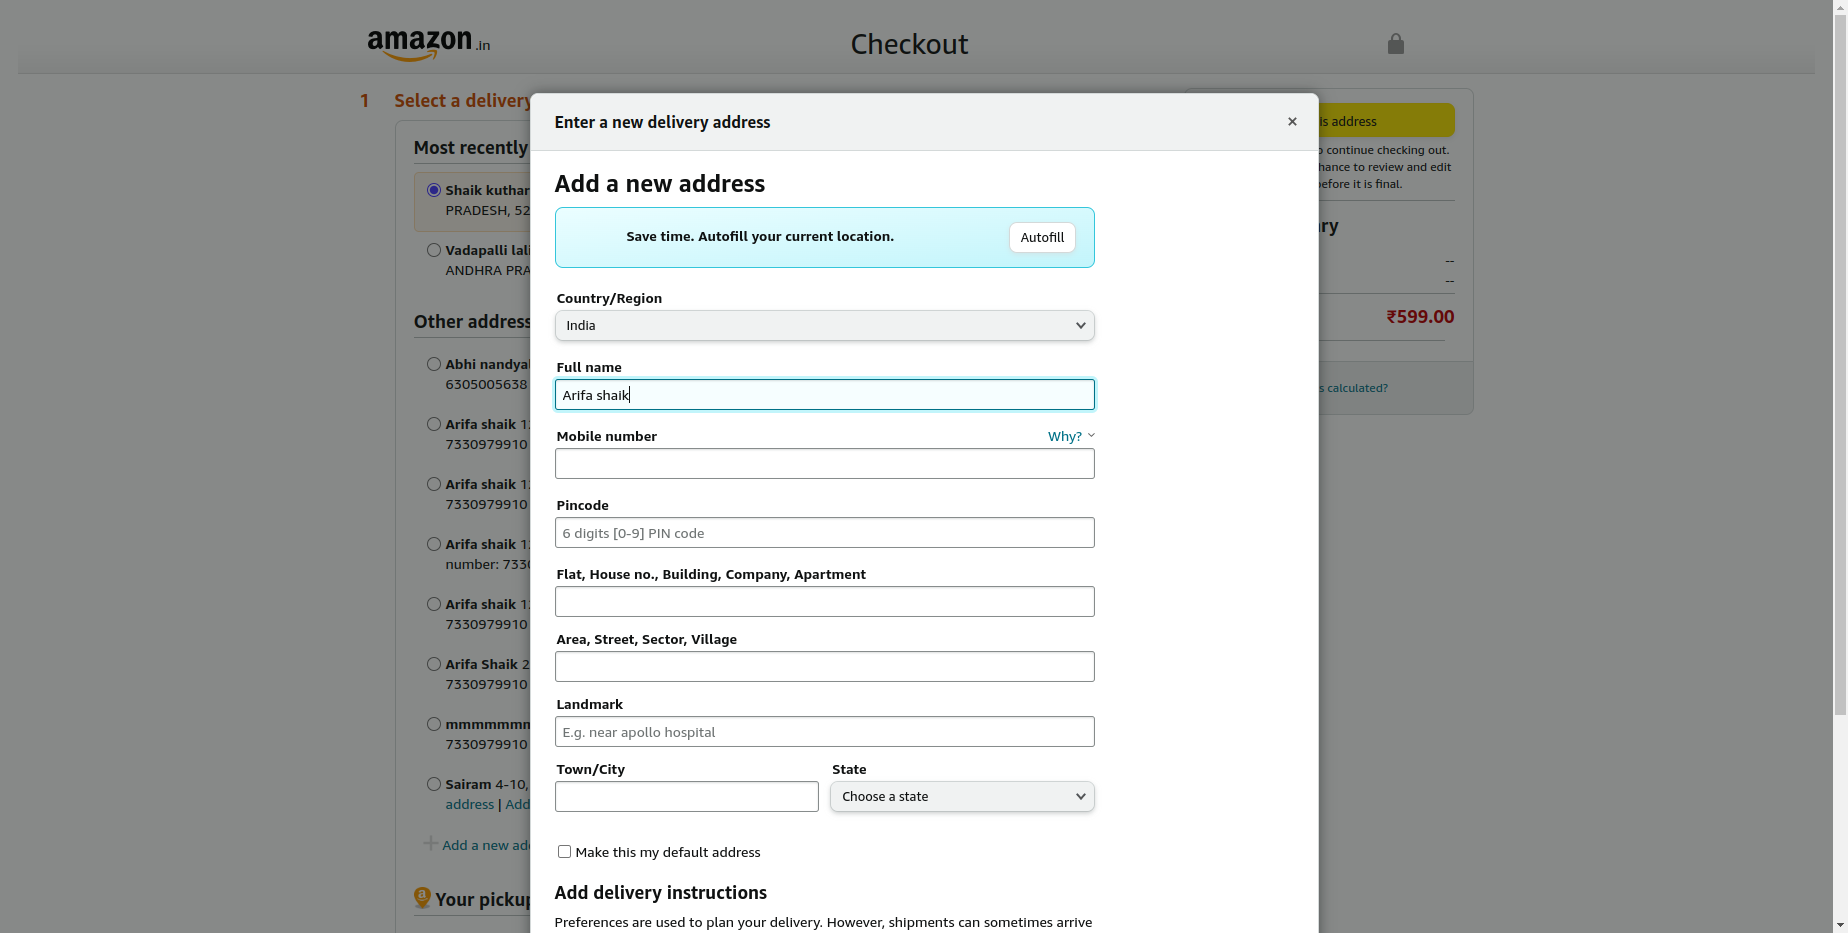 amazon.in
Checkout
1 Select a delivery
Most recently
Shaik kuthar
PRADESH, 52
Vadapalli lali
ANDHRA PRA
Other address
Abhi nandyal
6305005638
Arifa shaik 1
7330979910
Arifa shaik 1
7330979910
Arifa shaik 1
number: 7330
Arifa shaik 1
7330979910
Arifa Shaik 2
7330979910
mmmmmmm
7330979910
Sairam 4-10,
address | Add
Add a new add
Your pickup
Enter a new delivery address
×
Add a new address
Save time. Autofill your current location.
Autofill
Country/Region
India
Full name
Arifa shaik
Mobile number
Why?
Pincode
6 digits [0-9] PIN code
Flat, House no., Building, Company, Apartment
Area, Street, Sector, Village
Landmark
E.g. near apollo hospital
Town/City
State
Choose a state
Make this my default address
Add delivery instructions
Preferences are used to plan your delivery. However, shipments can sometimes arrive
is address
o continue checking out.
hance to review and edit
before it is final.
ry
--
--
₹599.00
s calculated?